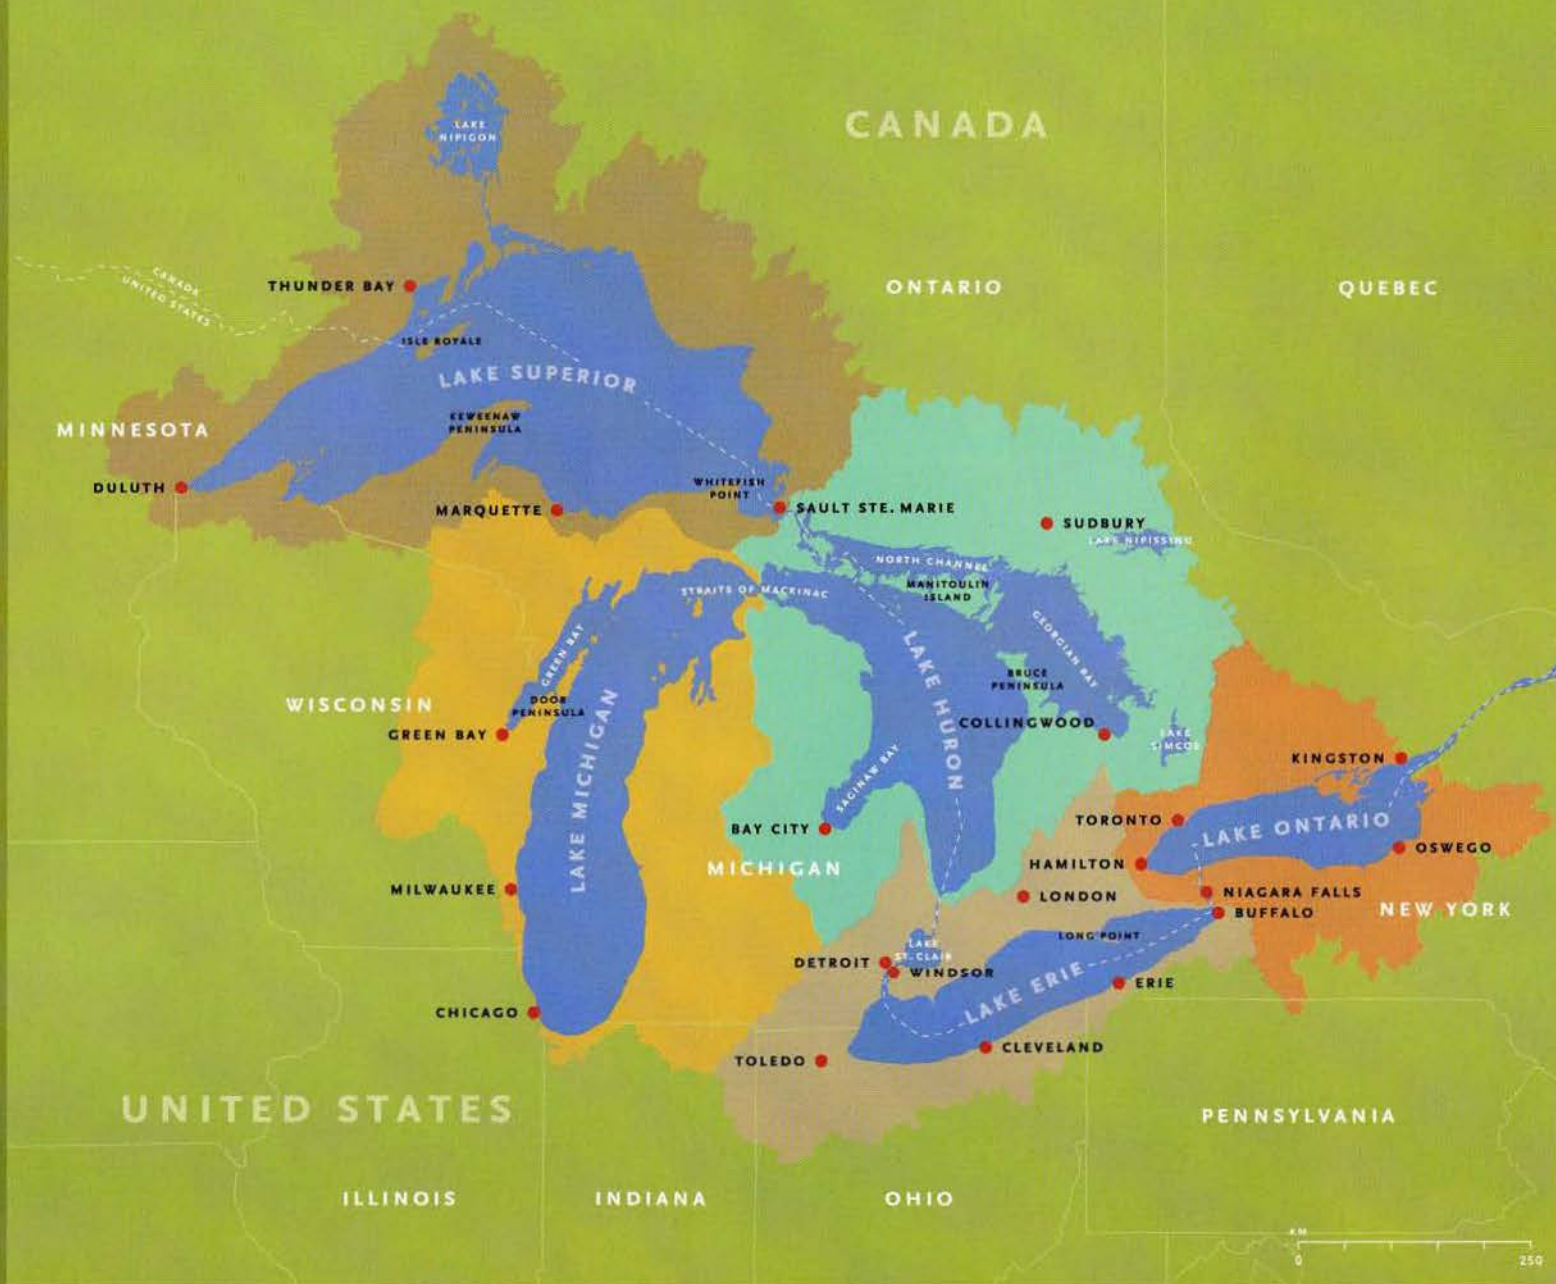 LAKE
NIPIGON
CANADA
CANADA
UNITED STATES
THUNDER BAY
ONTARIO
QUEBEC
ISLE ROYALE
LAKE SUPERIOR
KEWEENAW
PENINSULA
MINNESOTA
DULUTH
MARQUETTE
WHITEFISH
POINT
SAULT STE. MARIE
SUDBURY
LAKE NIPISSING
NORTH CHANNEL
MANITOULIN
ISLAND
STRAITS OF MACKINAC
GREEN BAY
GEORGIAN BAY
LAKE HURON
BRUCE
PENINSULA
WISCONSIN
DOOR
PENINSULA
GREEN BAY
LAKE MICHIGAN
COLLINGWOOD
LAKE
SIMCOE
KINGSTON
SAGINAW BAY
BAY CITY
TORONTO
LAKE ONTARIO
OSWEGO
MICHIGAN
HAMILTON
MILWAUKEE
LONDON
NIAGARA FALLS
BUFFALO
NEW YORK
LONG POINT
LAKE
ST. CLAIR
DETROIT
WINDSOR
LAKE ERIE
ERIE
CHICAGO
CLEVELAND
TOLEDO
UNITED STATES
PENNSYLVANIA
ILLINOIS
INDIANA
OHIO
KM
0
250